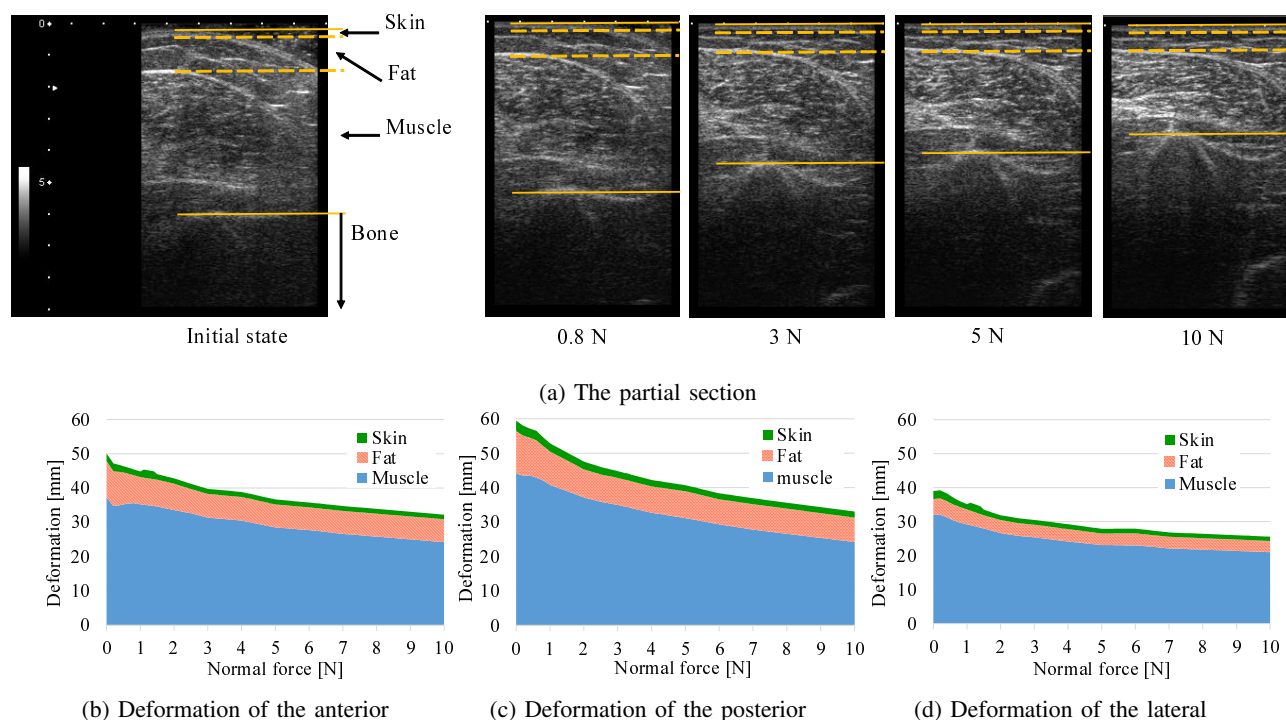 0
5
Skin
Fat
Muscle
Bone
Initial state
0.8 N
3 N
5 N
10 N
(a) The partial section
Deformation [mm]
60
50
40
30
20
10
0
Skin
Fat
Muscle
0 1 2 3 4 5 6 7 8 9 10
Normal force [N]
(b) Deformation of the anterior
Deformation [mm]
60
50
40
30
20
10
0
Skin
Fat
muscle
0 1 2 3 4 5 6 7 8 9 10
Normal force [N]
(c) Deformation of the posterior
Deformation [mm]
60
50
40
30
20
10
0
Skin
Fat
Muscle
0 1 2 3 4 5 6 7 8 9 10
Normal force [N]
(d) Deformation of the lateral